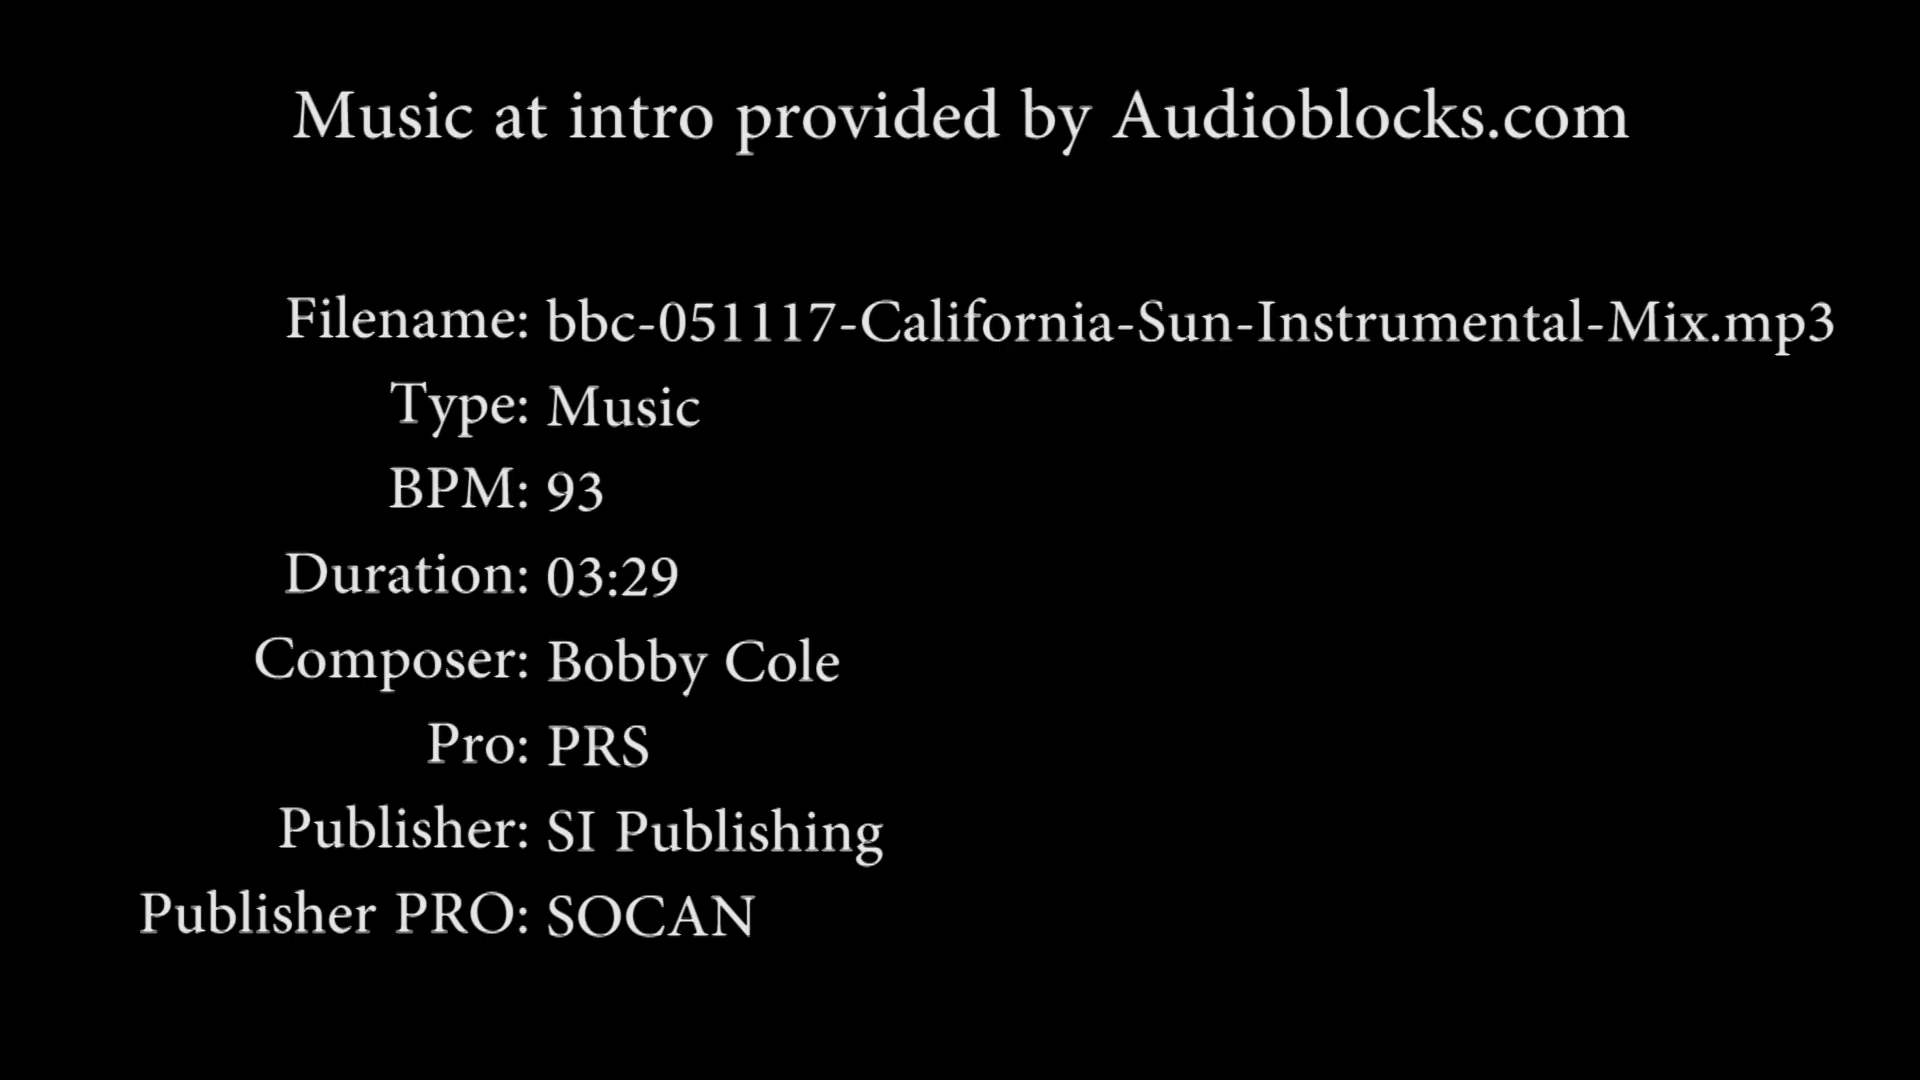 Music at intro provided by Audioblocks.com
Filename: bbc-051117-California-Sun-Instrumental-Mix.mp3
Type: Music
BPM: 93
Duration: 03:29
Composer: Bobby Cole
Pro: PRS
Publisher: SI Publishing
Publisher PRO: SOCAN